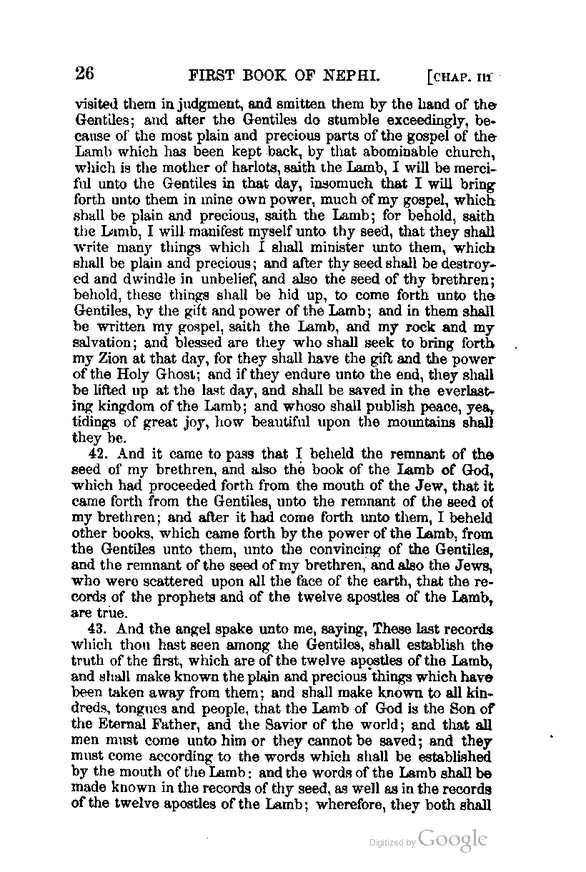 26 FIRST BOOK OF NEPHI. [CHAP. III
visited them in judgment, and smitten them by the hand of the
Gentiles; and after the Gentiles do stumble exceedingly, be-
cause of the most plain and precious parts of the gospel of the
Lamb which has been kept back, by that abominable church,
which is the mother of harlots, saith the Lamb, I will be merci-
ful unto the Gentiles in that day, insomuch that I will bring
forth unto them in mine own power, much of my gospel, which
shall be plain and precious, saith the Lamb; for behold, saith
the Lamb, I will manifest myself unto thy seed, that they shall
write many things which I shall minister unto them, which
shall be plain and precious; and after thy seed shall be destroy-
ed and dwindle in unbelief, and also the seed of thy brethren;
behold, these things shall be hid up, to come forth unto the
Gentiles, by the gift and power of the Lamb; and in them shall
be written my gospel, saith the Lamb, and my rock and my
salvation; and blessed are they who shall seek to bring forth
my Zion at that day, for they shall have the gift and the power
of the Holy Ghost; and if they endure unto the end, they shall
be lifted up at the last day, and shall be saved in the everlast-
ing kingdom of the Lamb; and whoso shall publish peace, yea,
tidings of great joy, how beautiful upon the mountains shall
they be.
42. And it came to pass that I beheld the remnant of the
seed of my brethren, and also the book of the Lamb of God,
which had proceeded forth from the mouth of the Jew, that it
came forth from the Gentiles, unto the remnant of the seed of
my brethren; and after it had come forth unto them, I beheld
other books, which came forth by the power of the Lamb, from
the Gentiles unto them, unto the convincing of the Gentiles,
and the remnant of the seed of my brethren, and also the Jews,
who were scattered upon all the face of the earth, that the re-
cords of the prophets and of the twelve apostles of the Lamb,
are true.
43. And the angel spake unto me, saying, These last records
which thou hast seen among the Gentiles, shall establish the
truth of the first, which are of the twelve apostles of the Lamb,
and shall make known the plain and precious things which have
been taken away from them; and shall make known to all kin-
dreds, tongues and people, that the Lamb of God is the Son of
the Eternal Father, and the Savior of the world; and that all
men must come unto him or they cannot be saved; and they
must come according to the words which shall be established
by the mouth of the Lamb: and the words of the Lamb shall be
made known in the records of thy seed, as well as in the records
of the twelve apostles of the Lamb; wherefore, they both shall
Digitized by Google